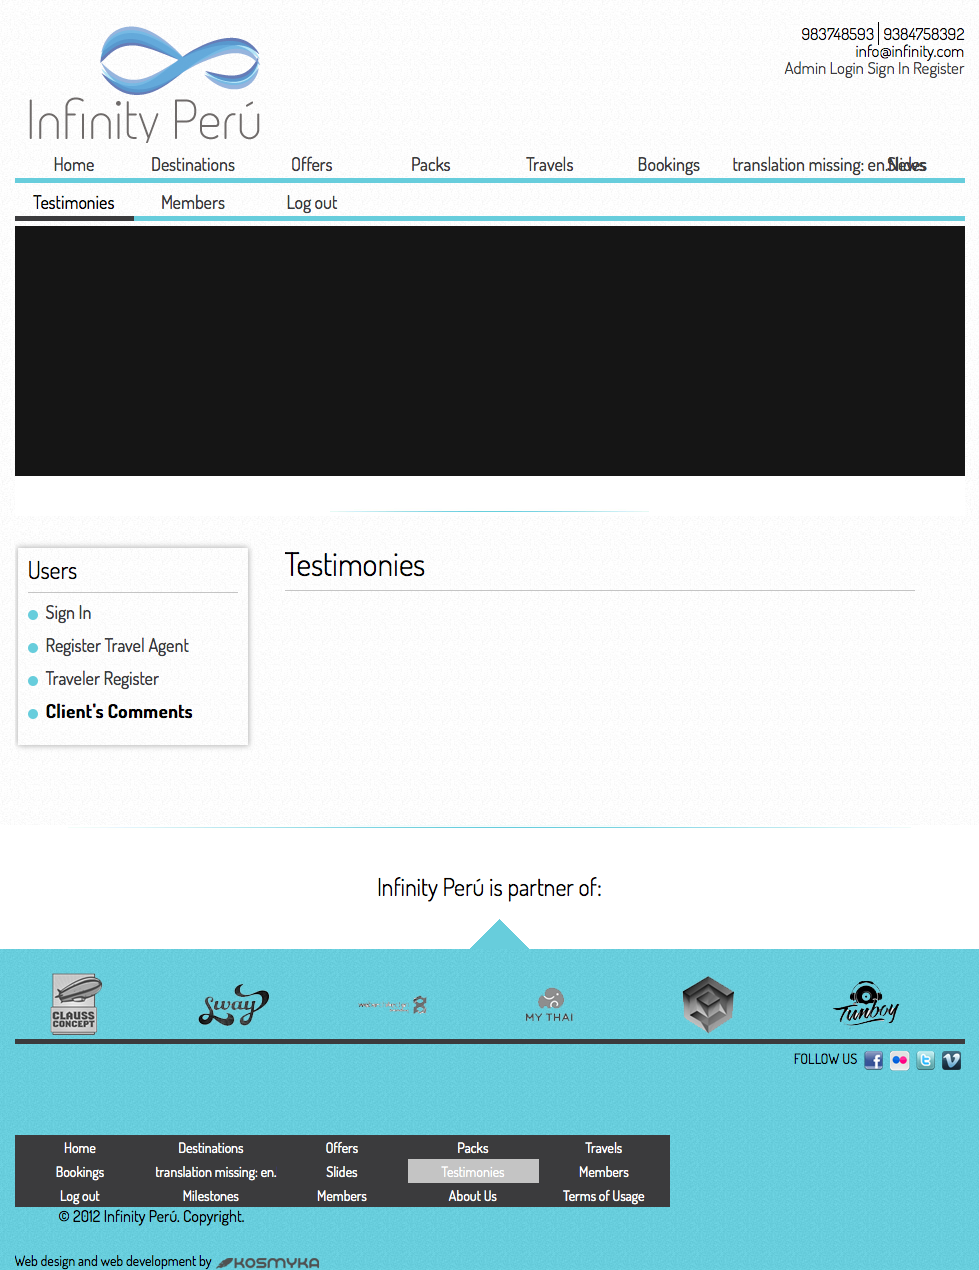 983748593 | 9384758392
info@infinity.com
Admin Login Sign In Register
Infinity Perú
Home Destinations Offers Packs Travels Bookings translation missing: en. Slides
Testimonies Members Log out
Users
Sign In
Register Travel Agent
Traveler Register
Client's Comments
Testimonies
Infinity Perú is partner of:
CLAUSS CONCEPT
Sway
MY THAI
Tunboy
FOLLOW US
Home Destinations Offers Packs Travels
Bookings translation missing: en. Slides Testimonies Members
Log out Milestones Members About Us Terms of Usage
© 2012 Infinity Perú. Copyright.
Web design and web development by KOSMYKA